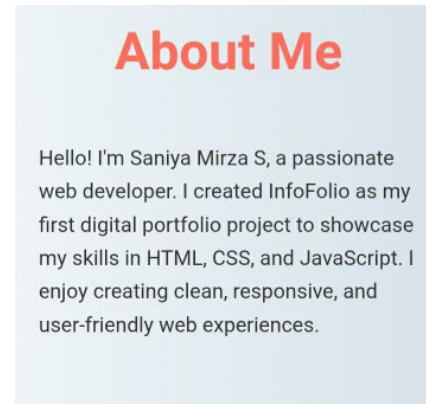 About Me
Hello! I'm Saniya Mirza S, a passionate
web developer. I created InfoFolio as my
first digital portfolio project to showcase
my skills in HTML, CSS, and JavaScript. I
enjoy creating clean, responsive, and
user-friendly web experiences.